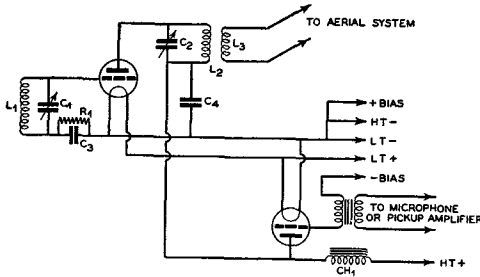 TO AERIAL SYSTEM
C2
L3
L2
L1
C1
R1
C3
C4
+BIAS
HT-
LT-
LT+
-BIAS
TO MICROPHONE
OR PICKUP AMPLIFIER
CH1
HT+